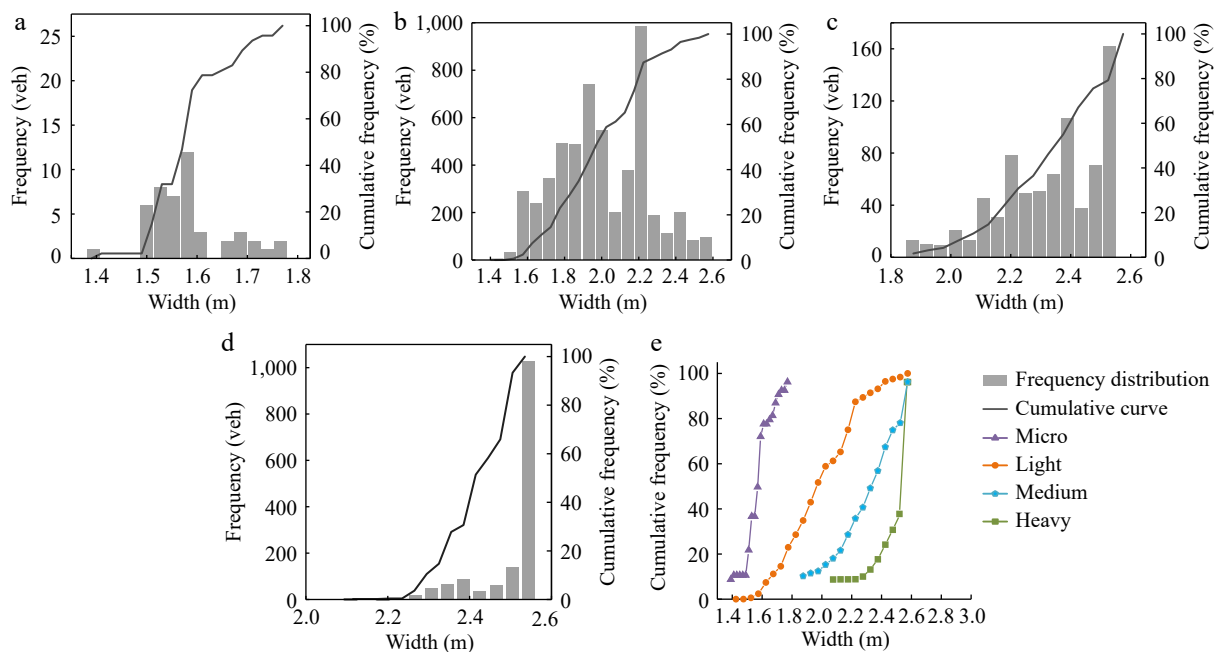 a
25
20
15
10
5
0
Frequency (veh)
100
80
60
40
20
0
Cumulative frequency (%)
1.4 1.5 1.6 1.7 1.8
Width (m)
b
1,000
800
600
400
200
0
Frequency (veh)
100
80
60
40
20
0
Cumulative frequency (%)
1.4 1.6 1.8 2.0 2.2 2.4 2.6
Width (m)
c
160
120
80
40
0
Frequency (veh)
100
80
60
40
20
0
Cumulative frequency (%)
1.8 2.0 2.2 2.4 2.6
Width (m)
d
1,000
800
600
400
200
0
Frequency (veh)
100
80
60
40
20
0
Cumulative frequency (%)
2.0 2.2 2.4 2.6
Width (m)
e
100
80
60
40
20
0
Cumulative frequency (%)
1.4 1.6 1.8 2.0 2.2 2.4 2.6 2.8 3.0
Width (m)
Frequency distribution
Cumulative curve
Micro
Light
Medium
Heavy